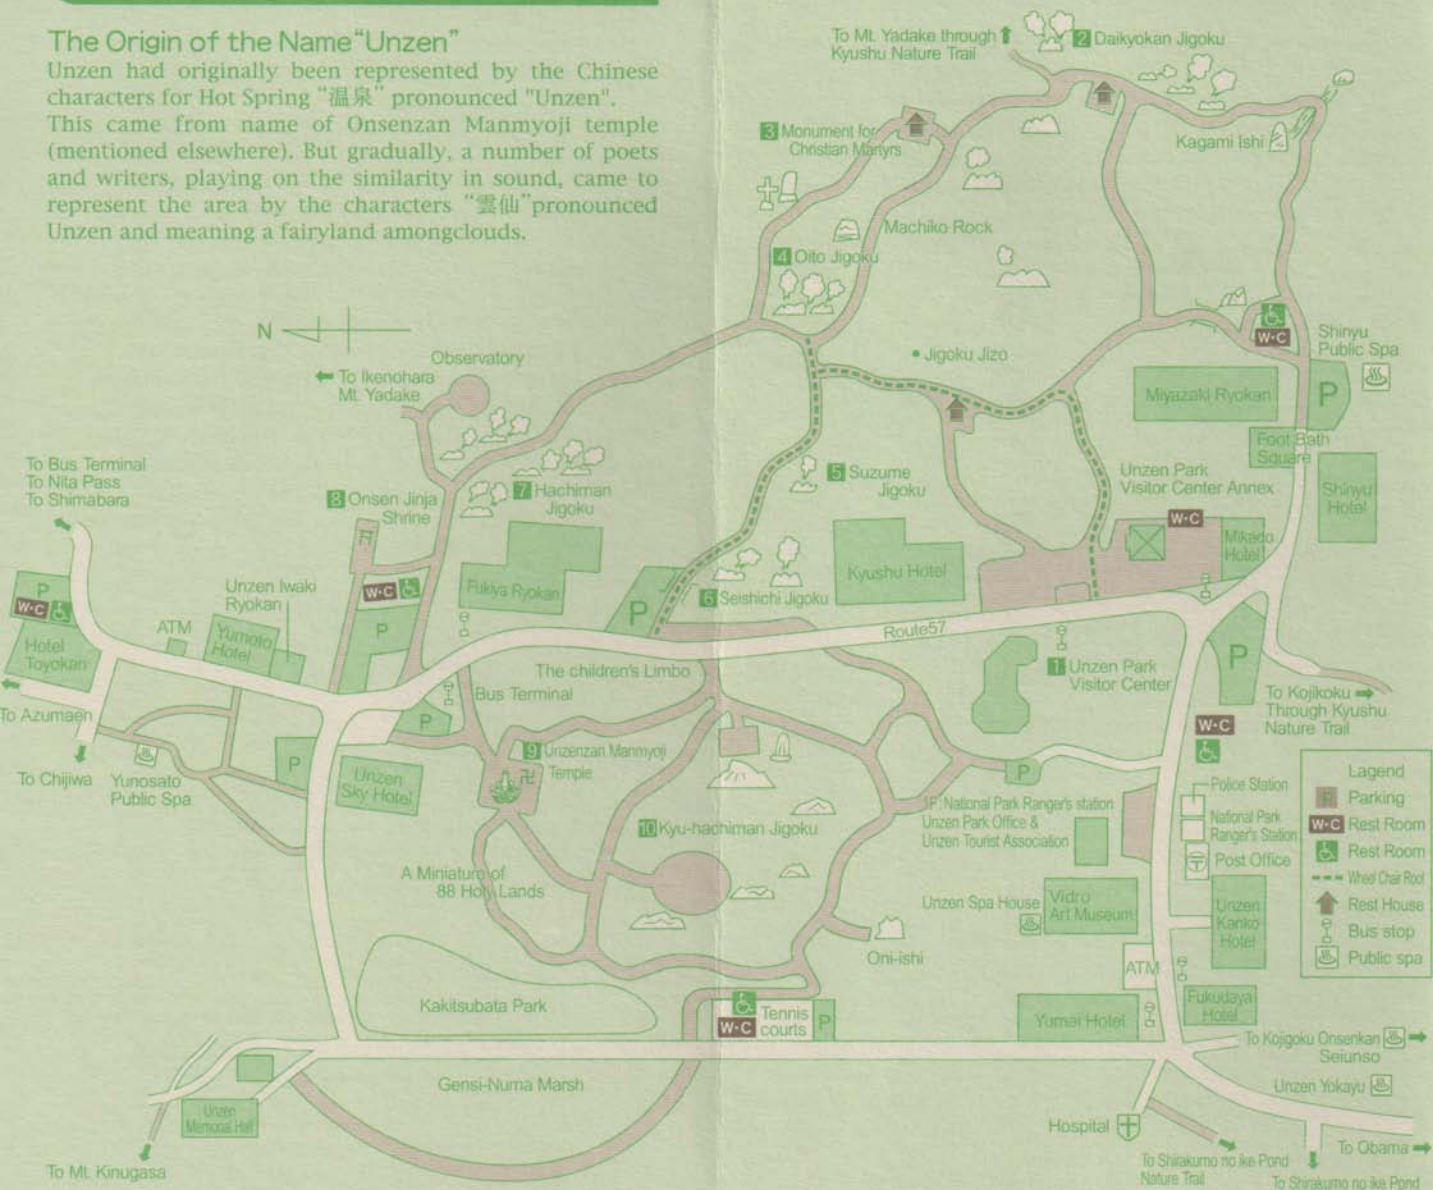 The Origin of the Name“Unzen”
Unzen had originally been represented by the Chinese
characters for Hot Spring “温泉” pronounced "Unzen".
This came from name of Onsenzan Manmyoji temple
(mentioned elsewhere). But gradually, a number of poets
and writers, playing on the similarity in sound, came to
represent the area by the characters “雲仙”pronounced
Unzen and meaning a fairyland amongclouds.
To Mt. Yadake through
Kyushu Nature Trail
2 Daikyokan Jigoku
3 Monument for
Christian Martyrs
Kagami Ishi
Machiko Rock
4 Oito Jigoku
N
Observatory
To Ikenohara
Mt. Yadake
Jigoku Jizo
W·C
Shinyu
Public Spa
Miyazaki Ryokan
P
Foot Bath
Square
To Bus Terminal
To Nita Pass
To Shimabara
8 Onsen Jinja
Shrine
7 Hachiman
Jigoku
5 Suzume
Jigoku
Unzen Park
Visitor Center Annex
Shinyu
Hotel
W·C
Mikado
Hotel
Kyushu Hotel
P
W·C
Unzen Iwaki
Ryokan
W·C
Fukiya Ryokan
P
6 Seishichi Jigoku
ATM
Yumoto
Hotel
P
Hotel
Toyokan
Route57
The children's Limbo
1 Unzen Park
Visitor Center
P
Bus Terminal
To Azumaen
To Kojikoku
Through Kyushu
Nature Trail
P
W·C
To Chijiwa
Yunosato
Public Spa
P
Unzen
Sky Hotel
9 Unzenzan Manmyoji
Temple
卍
P
Police Station
National Park
Ranger's Station
Post Office
Legend
P Parking
W·C Rest Room
Rest Room
Wheel Chair Rool
Rest House
Bus stop
Public spa
10 Kyu-hachiman Jigoku
1F: National Park Ranger's station
Unzen Park Office &
Unzen Tourist Association
A Miniature of
88 Holy Lands
Unzen Spa House
Vidro
Art Museum
Unzen
Kanko
Hotel
Oni-ishi
ATM
Kakitsubata Park
W·C
Tennis
courts
P
Yumei Hotel
Fukudaya
Hotel
To Kojigoku Onsenkan
Seiunso
Gensi-Numa Marsh
Unzen Yokayu
Unzen
Memorial Hall
Hospital
To Obama
To Mt. Kinugasa
To Shirakumo no ike Pond
Nature Trail
To Shirakumo no ike Pond